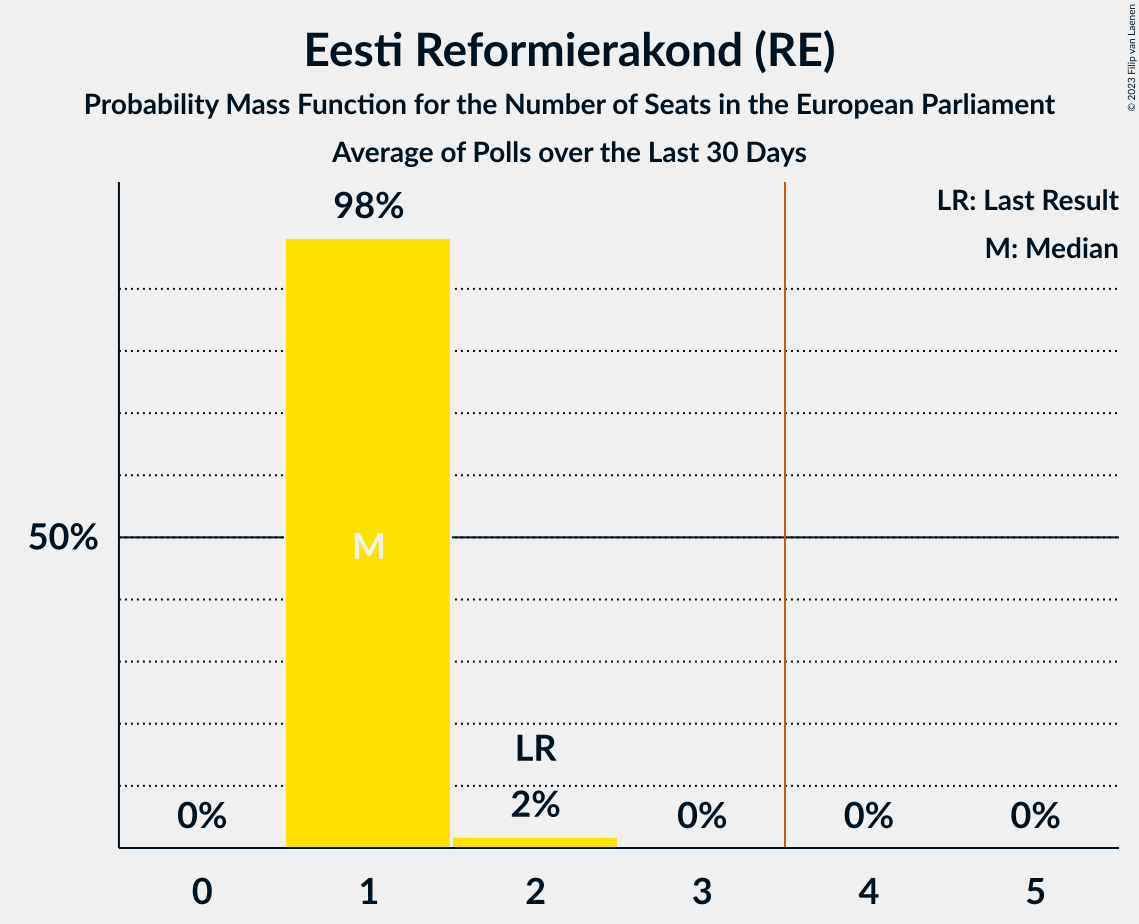 Eesti Reformierakond (RE)
Probability Mass Function for the Number of Seats in the European Parliament
Average of Polls over the Last 30 Days
© 2023 Filip van Laenen
LR: Last Result
M: Median
98%
50%
M
LR
0%
2%
0%
0%
0%
0
1
2
3
4
5